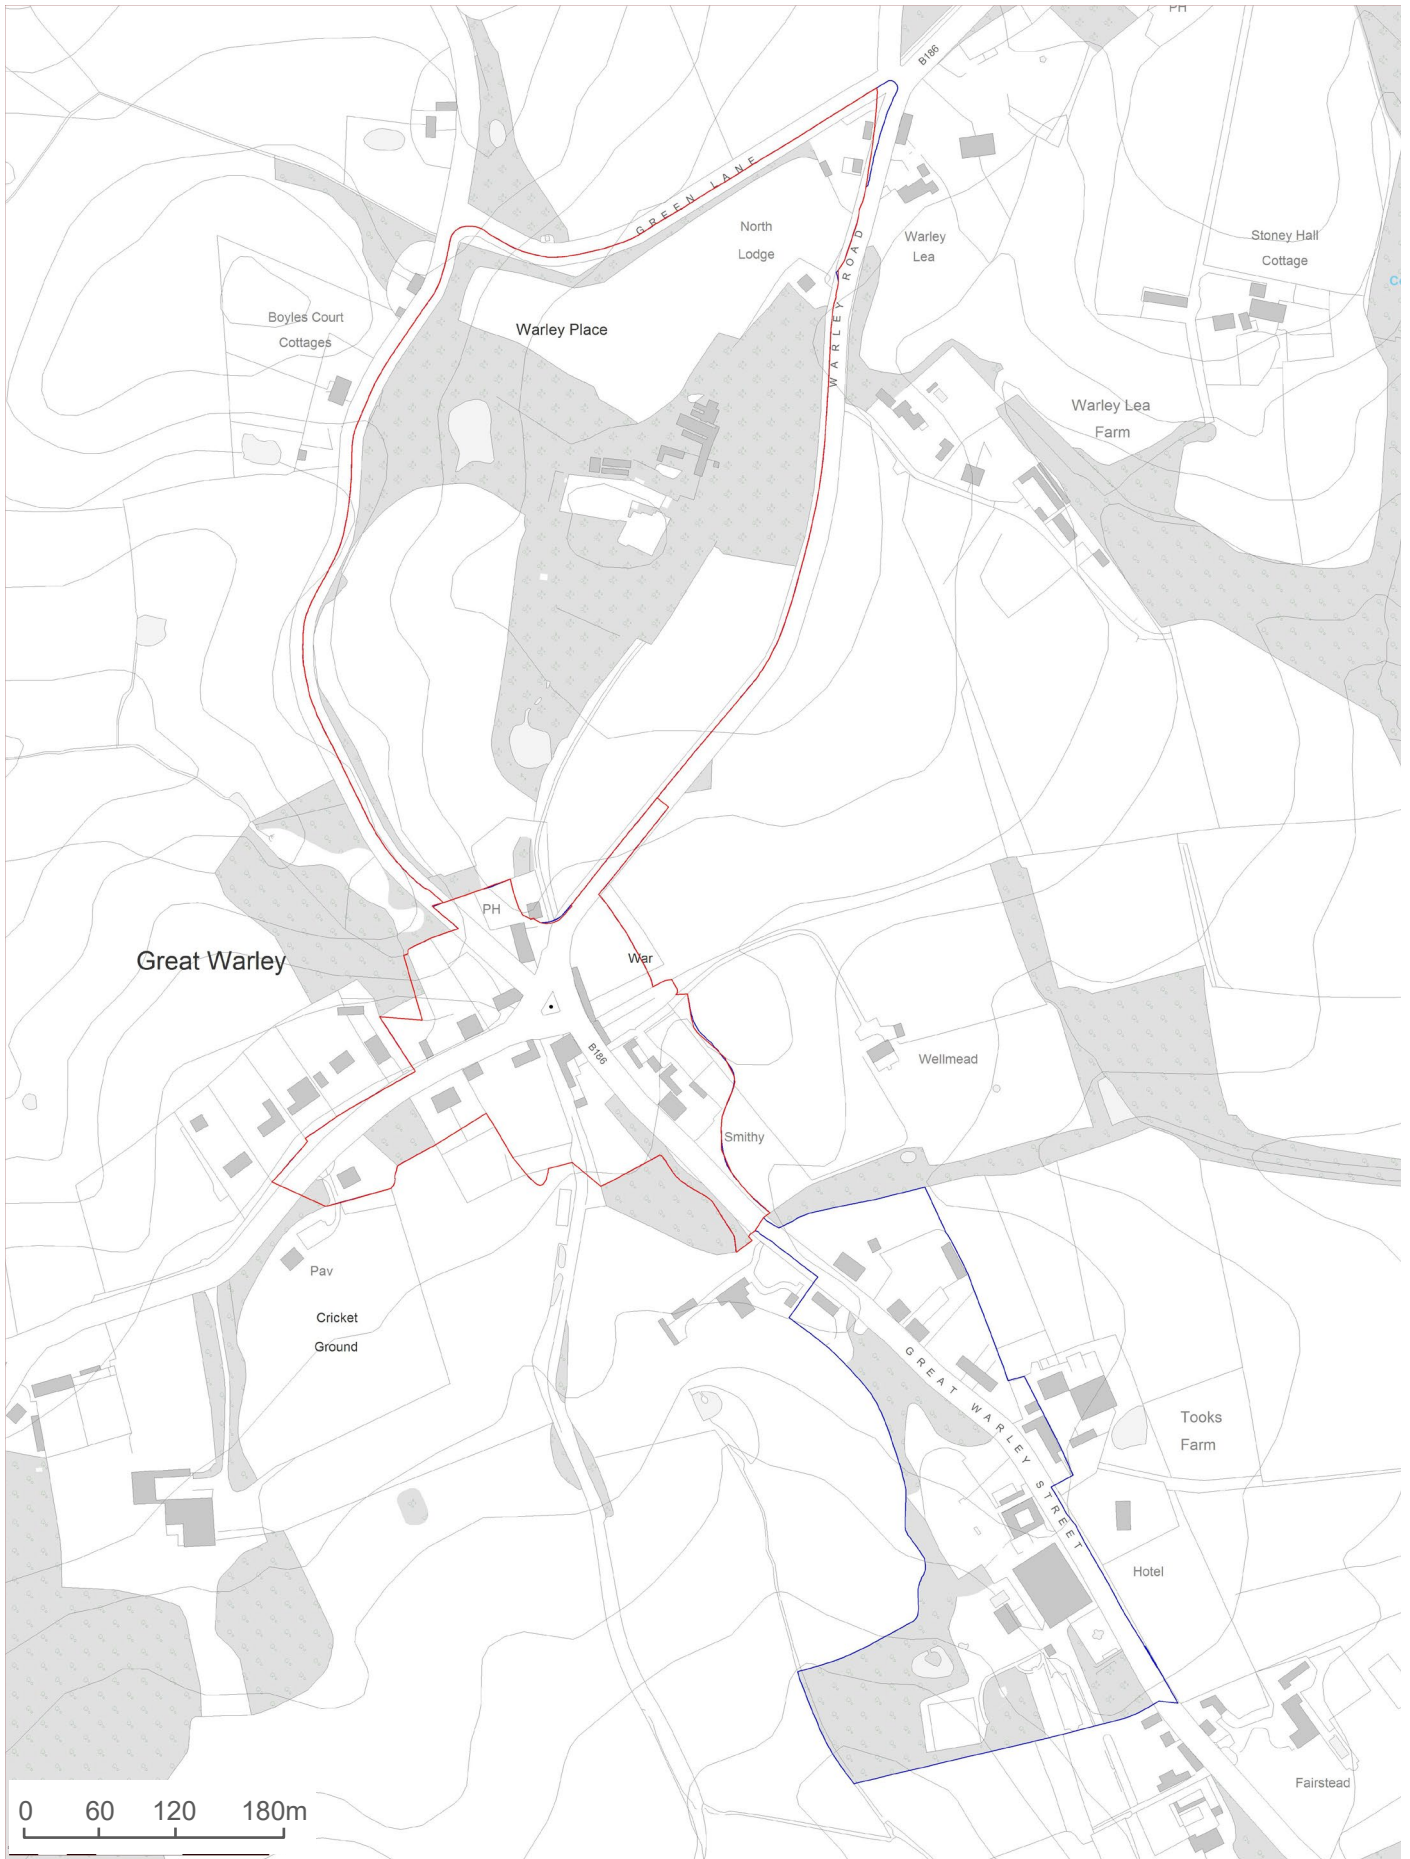 PH
B186
GREEN LANE
North
Lodge
Warley
Lea
WARLEY ROAD
Stoney Hall
Cottage
Boyles Court
Cottages
Warley Place
Warley Lea
Farm
PH
Great Warley
War
B186
Wellmead
Smithy
Pav
Cricket
Ground
GREAT WARLEY STREET
Tooks
Farm
Hotel
Fairstead
0 60 120 180m